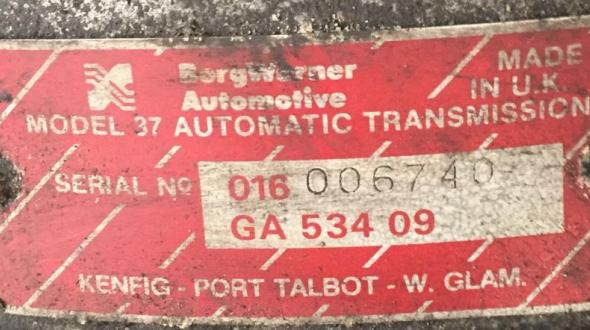 BorgWarner
Automotive
MADE
IN U.K.
MODEL 37 AUTOMATIC TRANSMISSION
SERIAL No 016 006740
GA 534 09
KENFIG - PORT TALBOT - W. GLAM.